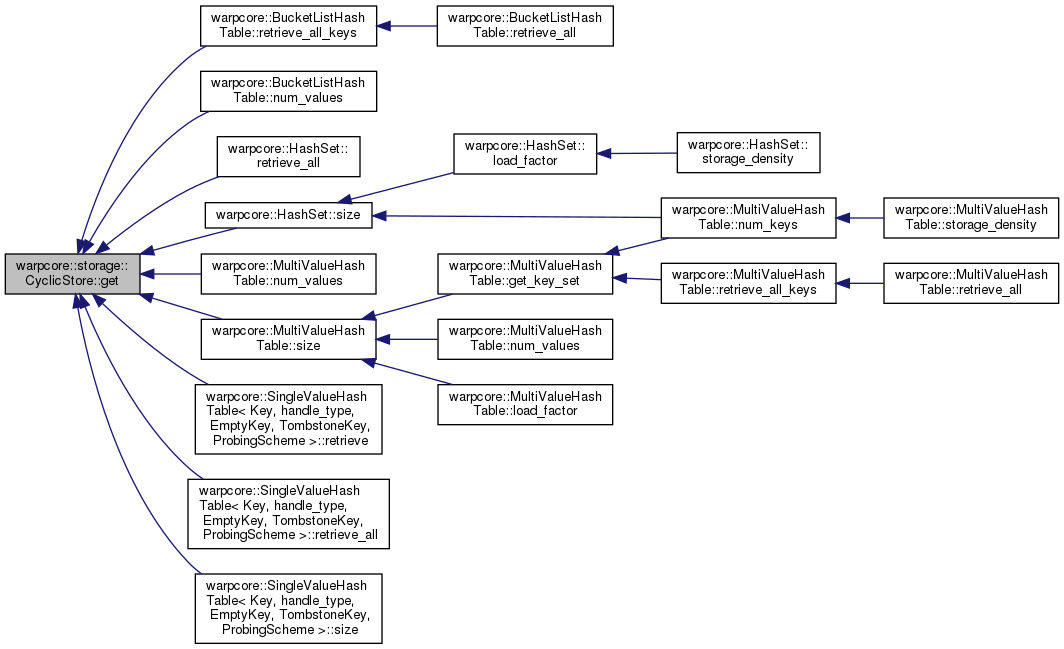 warpcore::storage::
CyclicStore::get
warpcore::BucketListHash
Table::retrieve_all_keys
warpcore::BucketListHash
Table::retrieve_all
warpcore::BucketListHash
Table::num_values
warpcore::HashSet::
retrieve_all
warpcore::HashSet::size
warpcore::HashSet::
load_factor
warpcore::HashSet::
storage_density
warpcore::MultiValueHash
Table::num_keys
warpcore::MultiValueHash
Table::storage_density
warpcore::MultiValueHash
Table::num_values
warpcore::MultiValueHash
Table::size
warpcore::MultiValueHash
Table::get_key_set
warpcore::MultiValueHash
Table::retrieve_all_keys
warpcore::MultiValueHash
Table::retrieve_all
warpcore::MultiValueHash
Table::num_values
warpcore::MultiValueHash
Table::load_factor
warpcore::SingleValueHash
Table< Key, handle_type,
EmptyKey, TombstoneKey,
ProbingScheme >::retrieve
warpcore::SingleValueHash
Table< Key, handle_type,
EmptyKey, TombstoneKey,
ProbingScheme >::retrieve_all
warpcore::SingleValueHash
Table< Key, handle_type,
EmptyKey, TombstoneKey,
ProbingScheme >::size